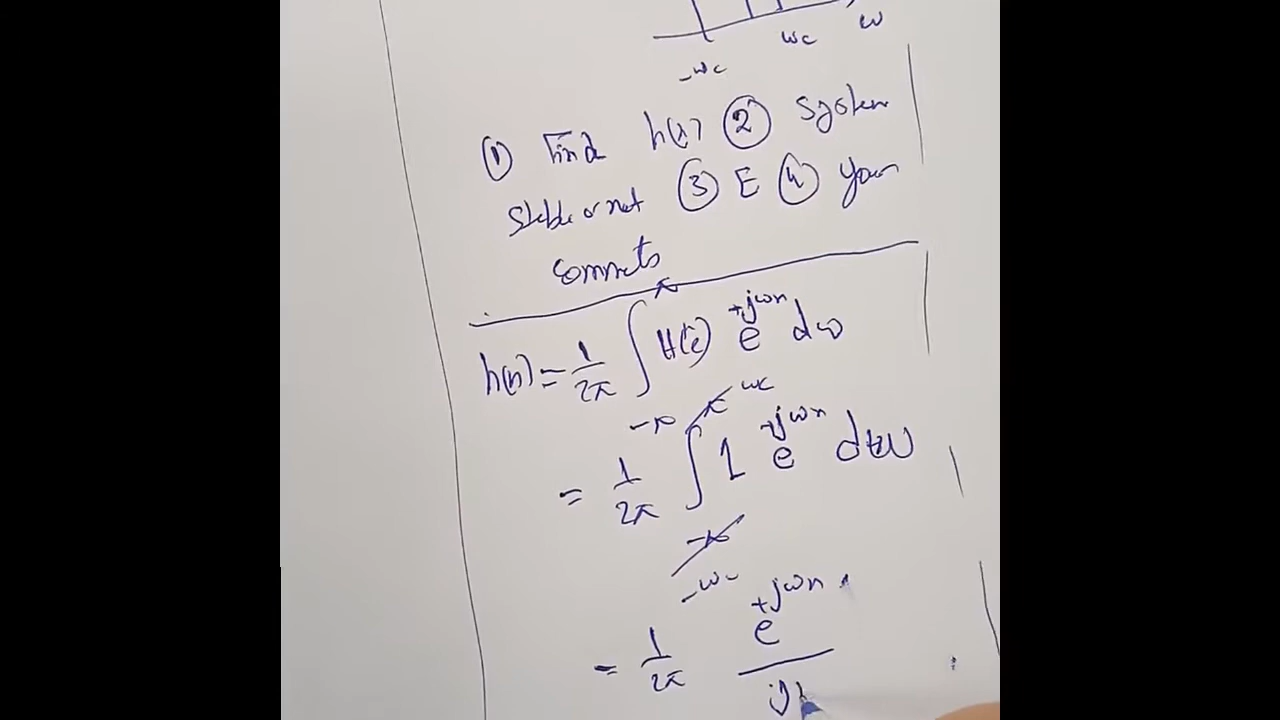 -ωc ωc ω
① Find h(n) ② System
Stable or not ③ E ④ Your
Comments
h(n) = 1/2π ∫_{-π}^{π} H(e) e^{+jωn} dω
= 1/2π ∫_{-ωc}^{ωc} 1 e^{+jωn} dω
= 1/2π e^{+jωn} / j